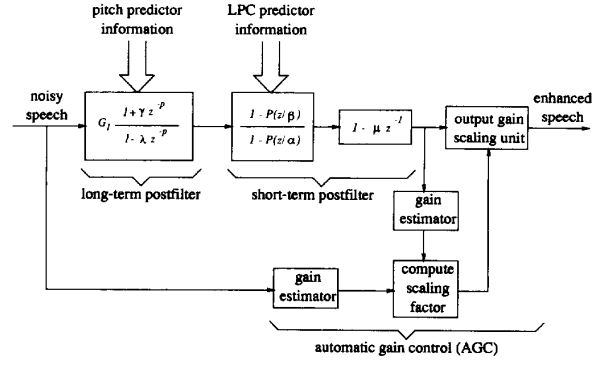 pitch predictor
information
LPC predictor
information
noisy
speech
G_l (1 + γ z^-p) / (1 - λ z^-p)
(1 - P(z/β)) / (1 - P(z/α))
1 - μ z^-1
output gain
scaling unit
enhanced
speech
long-term postfilter
short-term postfilter
gain
estimator
gain
estimator
compute
scaling
factor
automatic gain control (AGC)